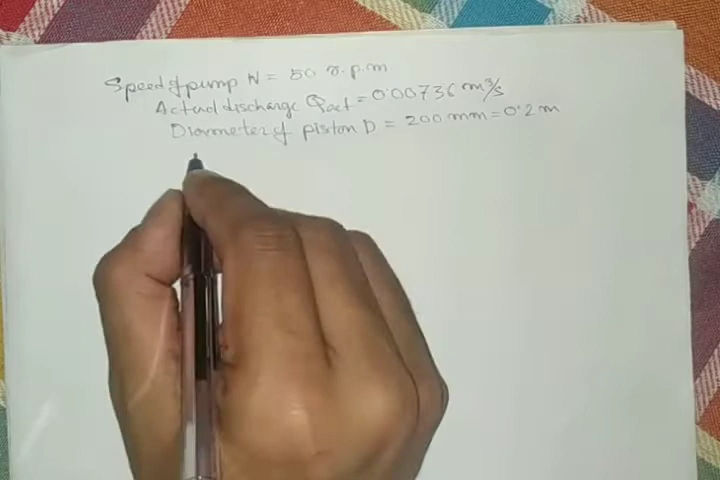 Speed of pump N = 50 r.p.m
Actual discharge Qact = 0.00736 m³/s
Diameter of piston D = 200 mm = 0.2 m